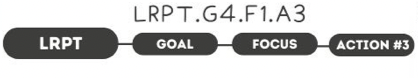 LRPT.G4.F1.A3
LRPT GOAL FOCUS ACTION #3